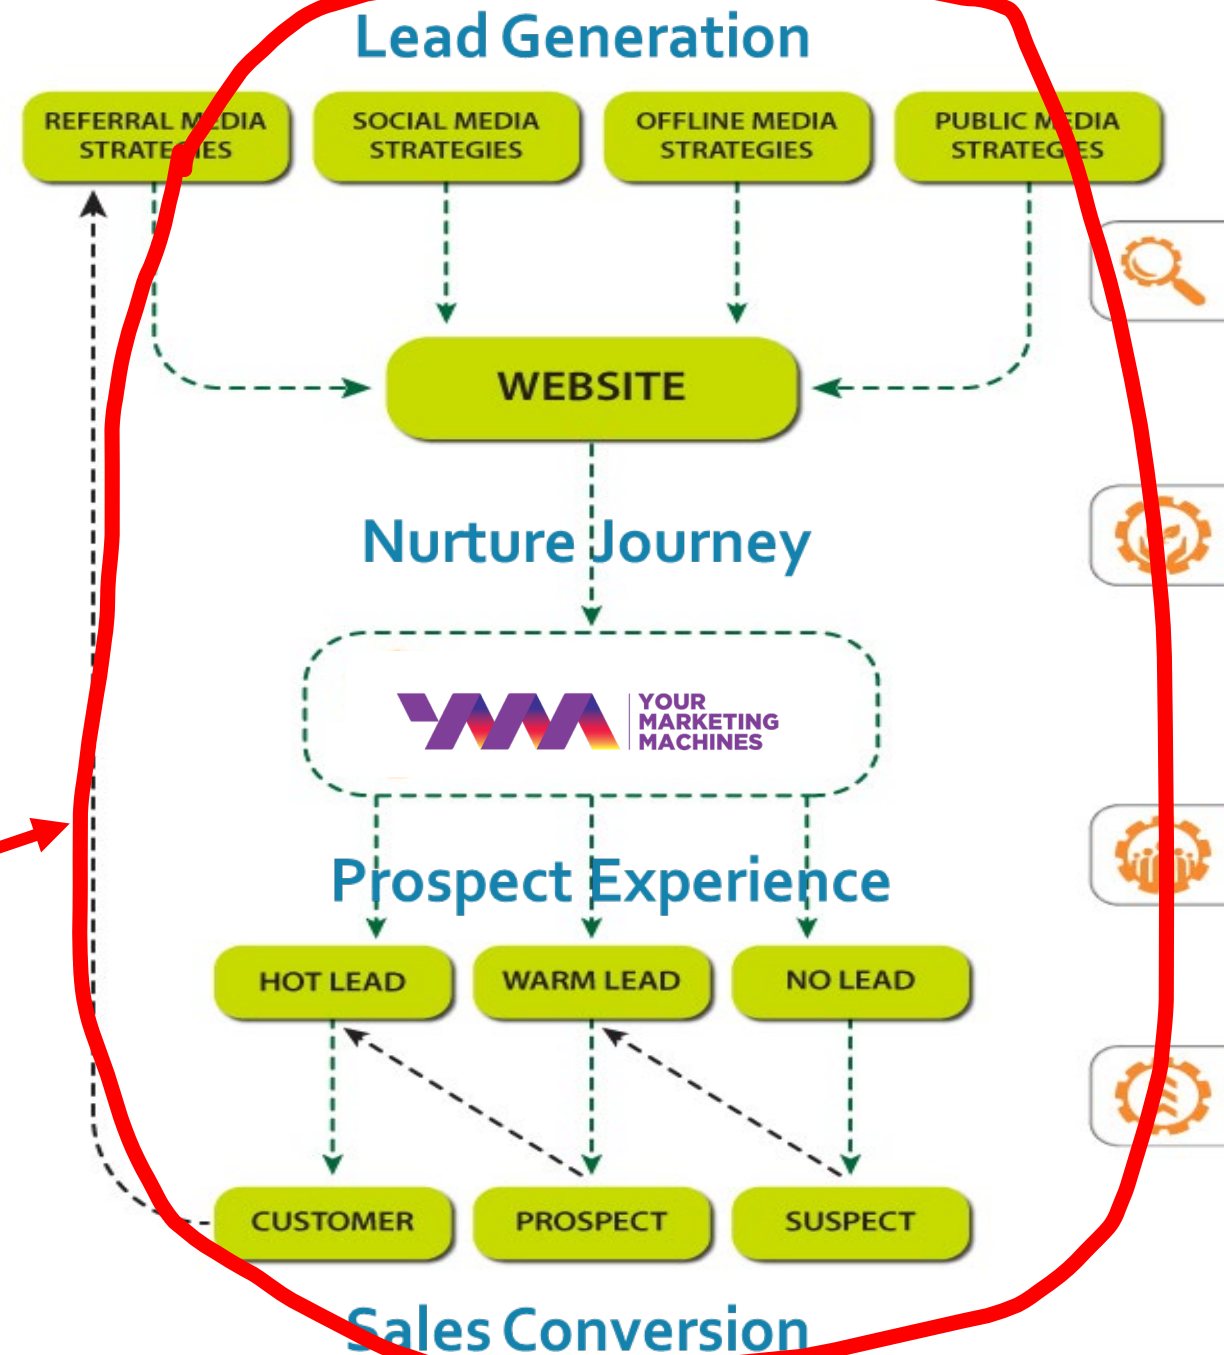 Lead Generation
REFERRAL MEDIA
STRATEGIES
SOCIAL MEDIA
STRATEGIES
OFFLINE MEDIA
STRATEGIES
PUBLIC MEDIA
STRATEGIES
WEBSITE
Nurture Journey
YMM
YOUR
MARKETING
MACHINES
Prospect Experience
HOT LEAD
WARM LEAD
NO LEAD
CUSTOMER
PROSPECT
SUSPECT
Sales Conversion